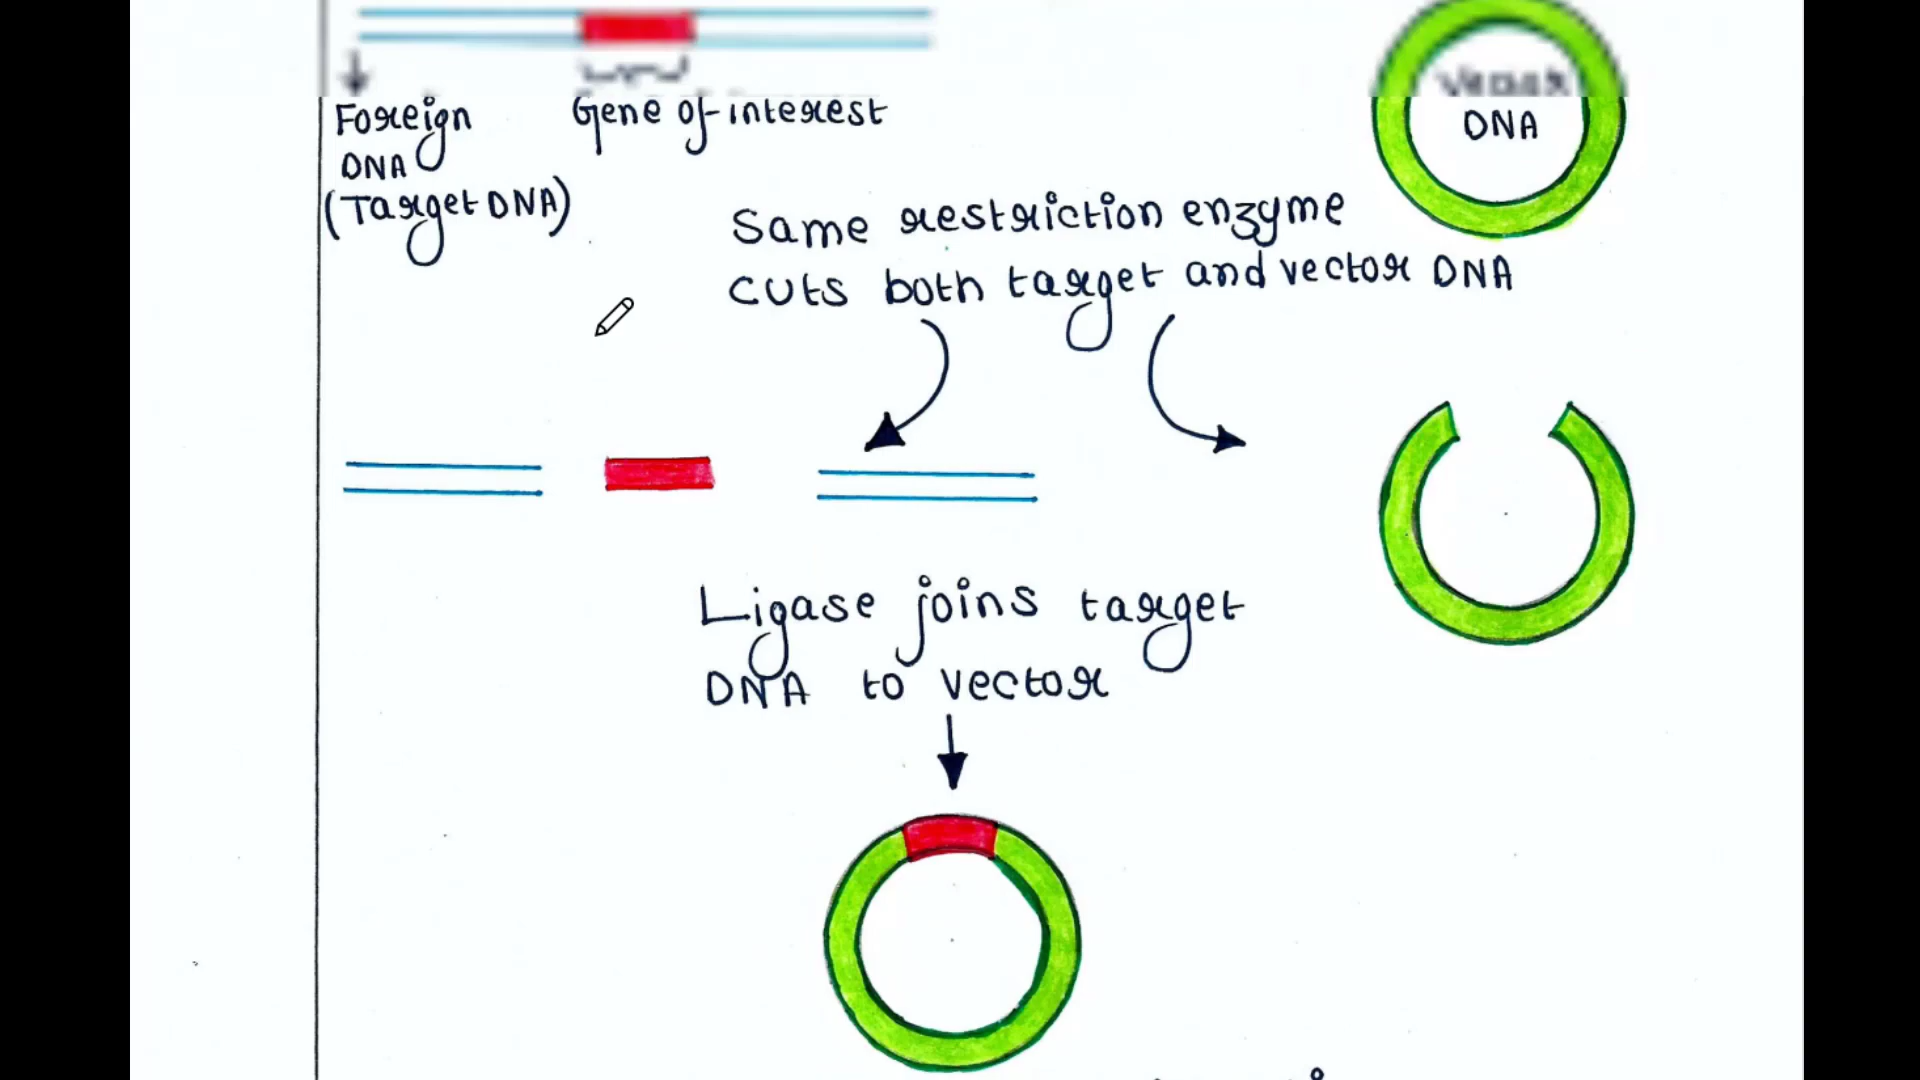 Foreign
DNA
(Target DNA)
Gene of interest
DNA
Same restriction enzyme
cuts both target and vector DNA
Ligase joins target
DNA to vector